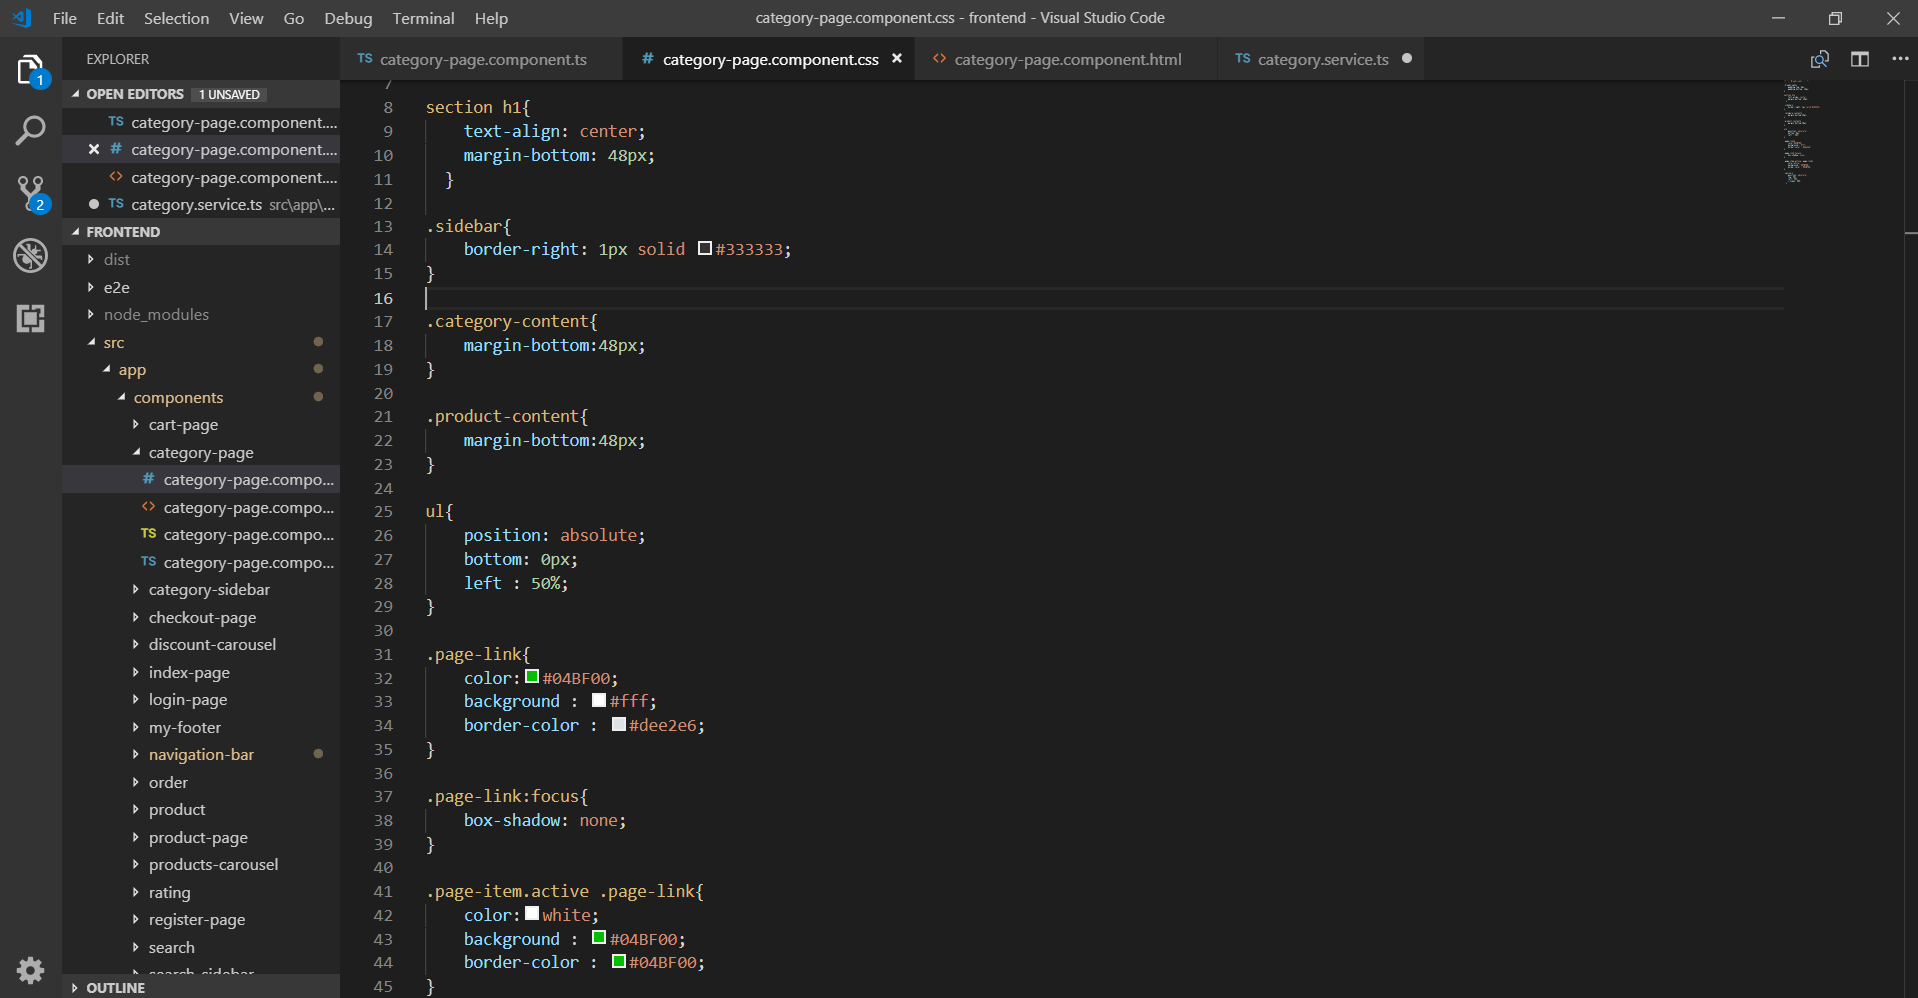 File Edit Selection View Go Debug Terminal Help
category-page.component.css - frontend - Visual Studio Code
EXPLORER
OPEN EDITORS 1 UNSAVED
TS category-page.component....
# category-page.component....
<> category-page.component....
TS category.service.ts src\app\...
FRONTEND
dist
e2e
node_modules
src
app
components
cart-page
category-page
# category-page.compo...
<> category-page.compo...
TS category-page.compo...
TS category-page.compo...
category-sidebar
checkout-page
discount-carousel
index-page
login-page
my-footer
navigation-bar
order
product
product-page
products-carousel
rating
register-page
search
search-sidebar
OUTLINE
1
2
TS category-page.component.ts
# category-page.component.css
<> category-page.component.html
TS category.service.ts
7
8 section h1{
9 text-align: center;
10 margin-bottom: 48px;
11 }
12
13 .sidebar{
14 border-right: 1px solid #333333;
15 }
16
17 .category-content{
18 margin-bottom:48px;
19 }
20
21 .product-content{
22 margin-bottom:48px;
23 }
24
25 ul{
26 position: absolute;
27 bottom: 0px;
28 left : 50%;
29 }
30
31 .page-link{
32 color:#04BF00;
33 background : #fff;
34 border-color : #dee2e6;
35 }
36
37 .page-link:focus{
38 box-shadow: none;
39 }
40
41 .page-item.active .page-link{
42 color:white;
43 background : #04BF00;
44 border-color : #04BF00;
45 }